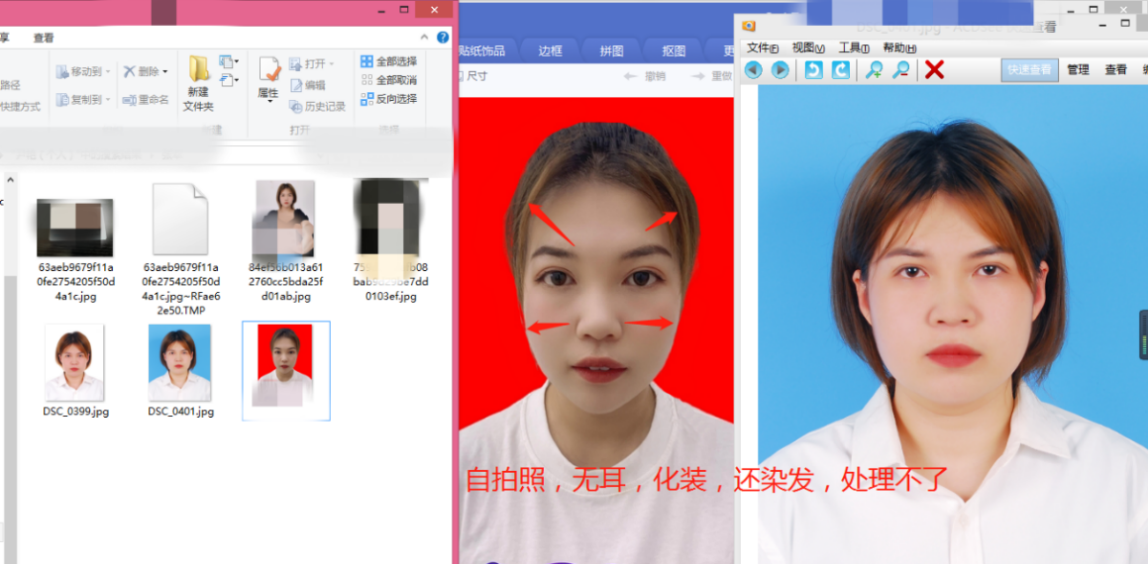 享 查看
路径
快捷方式
移动到
复制到
删除
重命名
新建
文件夹
属性
打开
编辑
历史记录
打开
全部选择
全部取消
反向选择
63aeb9679f11a
0fe2754205f50d
4a1c.jpg
63aeb9679f11a
0fe2754205f50d
4a1c.jpg~RFae6
2e50.TMP
2760cc5bda25f
d01ab.jpg
0103ef.jpg
DSC_0399.jpg
DSC_0401.jpg
贴纸饰品 边框 拼图 抠图 更
尺寸 撤销 重做
查看
文件(F) 视图(V) 工具(T) 帮助(H)
快速查看 管理 查看
自拍照，无耳，化装，还染发，处理不了